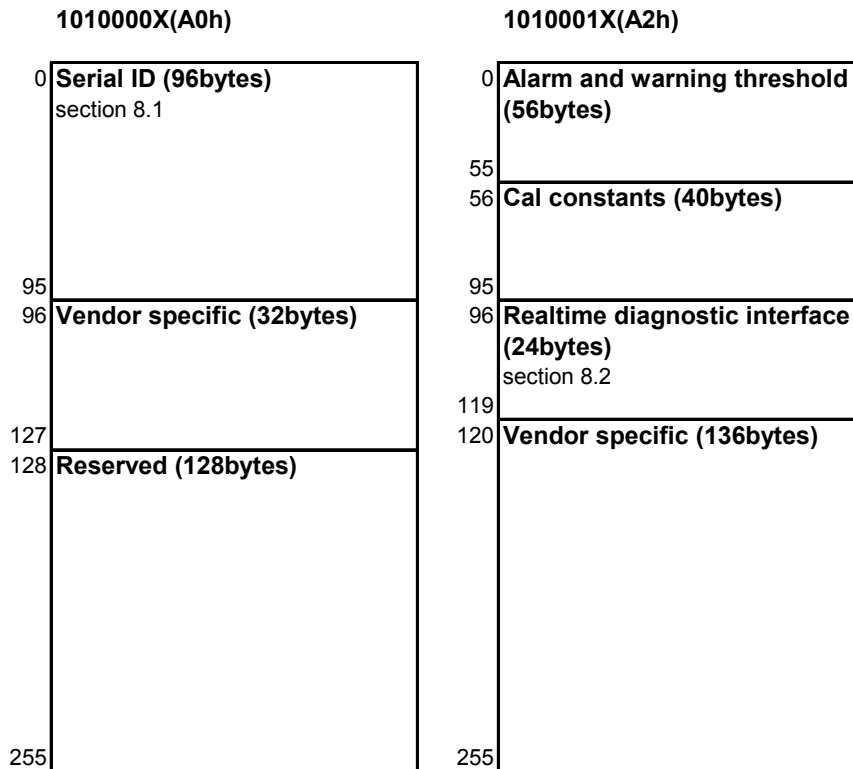 1010000X(A0h)
0 Serial ID (96bytes)
section 8.1
95
96 Vendor specific (32bytes)
127
128 Reserved (128bytes)
255
1010001X(A2h)
0 Alarm and warning threshold
(56bytes)
55
56 Cal constants (40bytes)
95
96 Realtime diagnostic interface
(24bytes)
section 8.2
119
120 Vendor specific (136bytes)
255